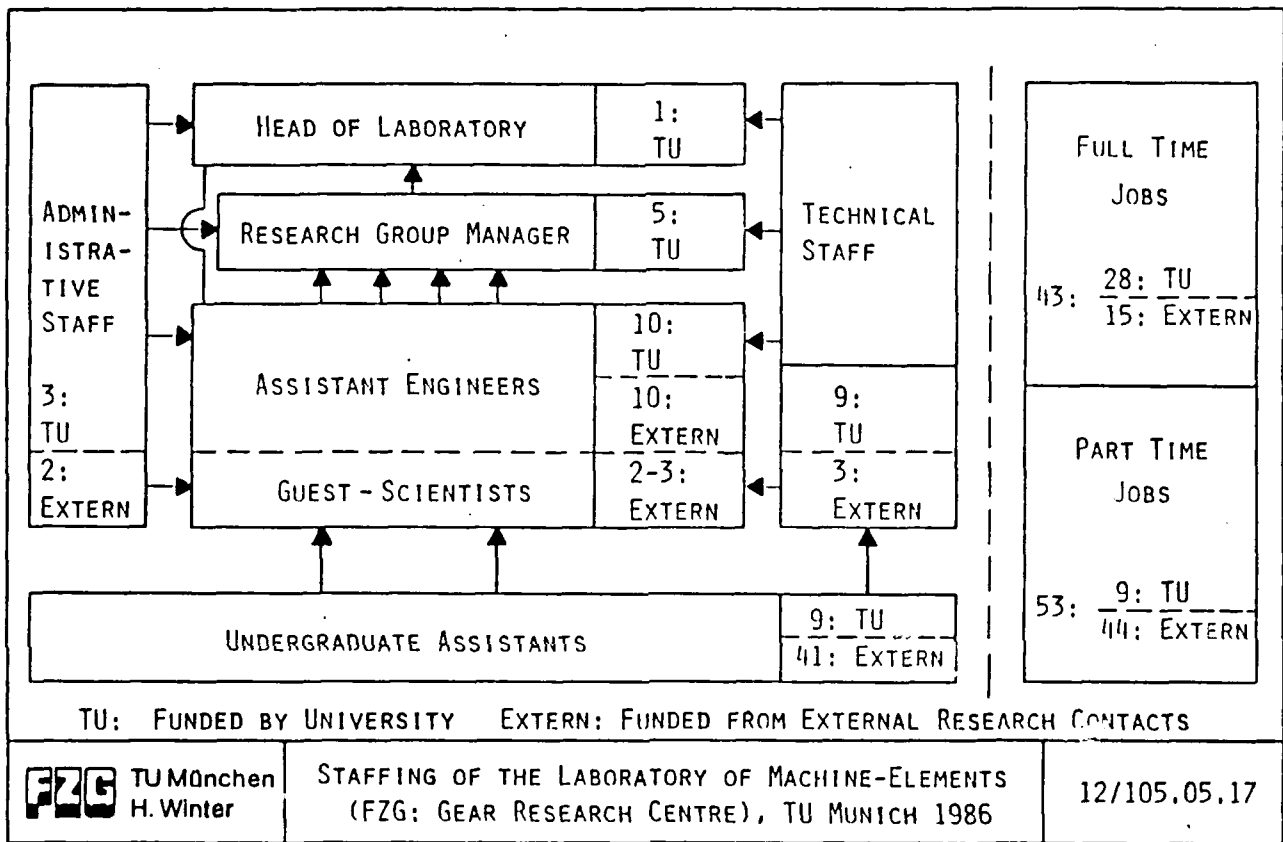 HEAD OF LABORATORY
1:
TU
RESEARCH GROUP MANAGER
5:
TU
ADMIN-
ISTRA-
TIVE
STAFF
3:
TU
2:
EXTERN
ASSISTANT ENGINEERS
10:
TU
10:
EXTERN
GUEST-SCIENTISTS
2-3:
EXTERN
TECHNICAL
STAFF
9:
TU
3:
EXTERN
UNDERGRADUATE ASSISTANTS
9: TU
41: EXTERN
FULL TIME
JOBS
43: 28: TU
15: EXTERN
PART TIME
JOBS
53: 9: TU
44: EXTERN
TU: FUNDED BY UNIVERSITY EXTERN: FUNDED FROM EXTERNAL RESEARCH CONTACTS
FZG TU München
H. Winter
STAFFING OF THE LABORATORY OF MACHINE-ELEMENTS
(FZG: GEAR RESEARCH CENTRE), TU MUNICH 1986
12/105.05.17